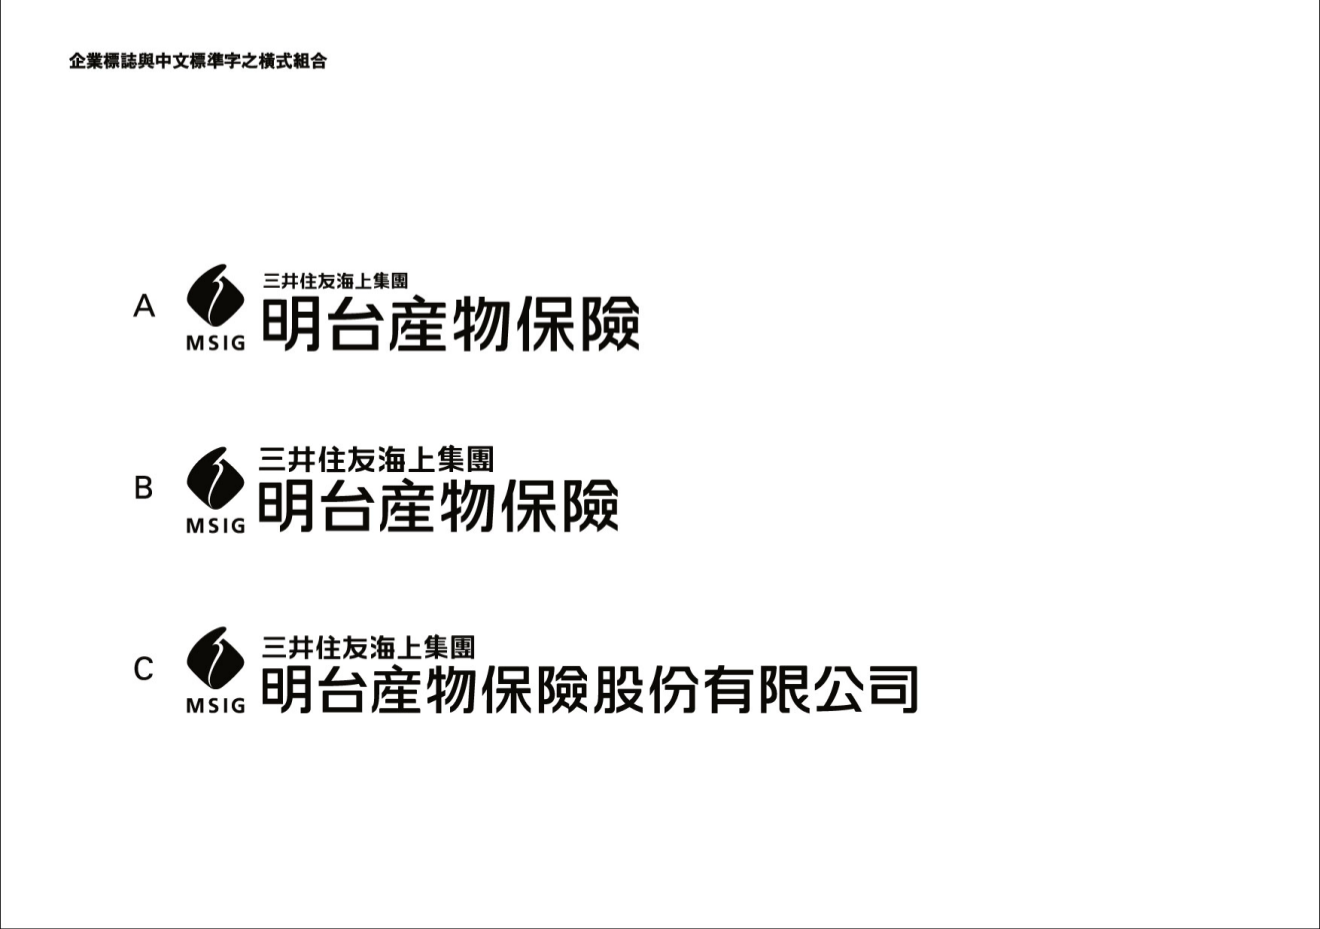 企業標誌與中文標準字之橫式組合
A
三井住友海上集團
明台産物保險
MSIG
B
三井住友海上集團
明台産物保險
MSIG
C
三井住友海上集團
明台産物保險股份有限公司
MSIG